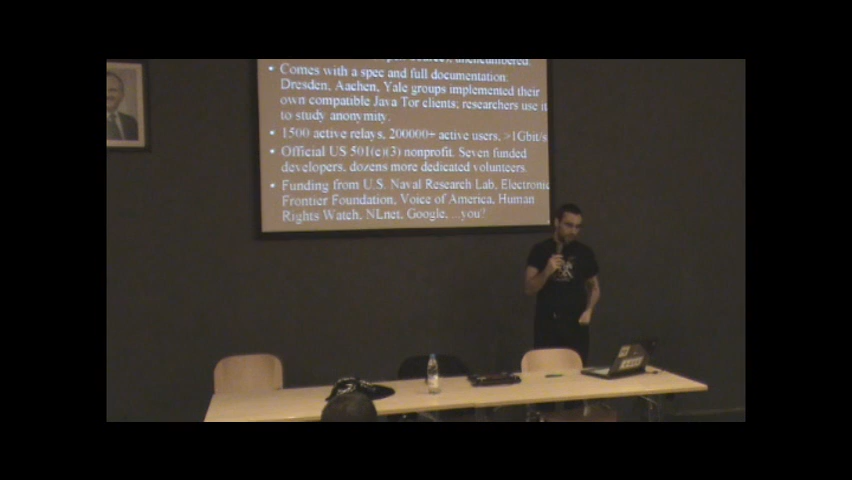 unencumbered.
• Comes with a spec and full documentation:
Dresden, Aachen, Yale groups implemented their
own compatible Java Tor clients; researchers use it
to study anonymity.
• 1500 active relays, 200000+ active users, >1Gbit/s
• Official US 501(c)(3) nonprofit. Seven funded
developers, dozens more dedicated volunteers.
• Funding from U.S. Naval Research Lab, Electronic
Frontier Foundation, Voice of America, Human
Rights Watch, NLnet, Google, ...you?